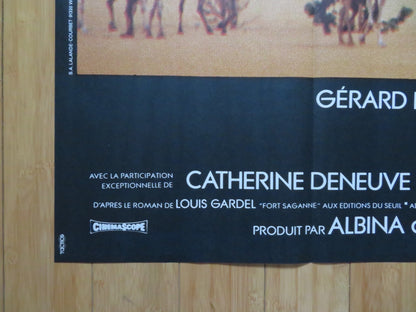 GÉRARD
AVEC LA PARTICIPATION
EXCEPTIONNELLE DE
CATHERINE DENEUVE
D'APRÈS LE ROMAN DE LOUIS GARDEL "FORT SAGANNE" AUX EDITIONS DU SEUIL *
CINEMASCOPE
PRODUIT PAR ALBINA